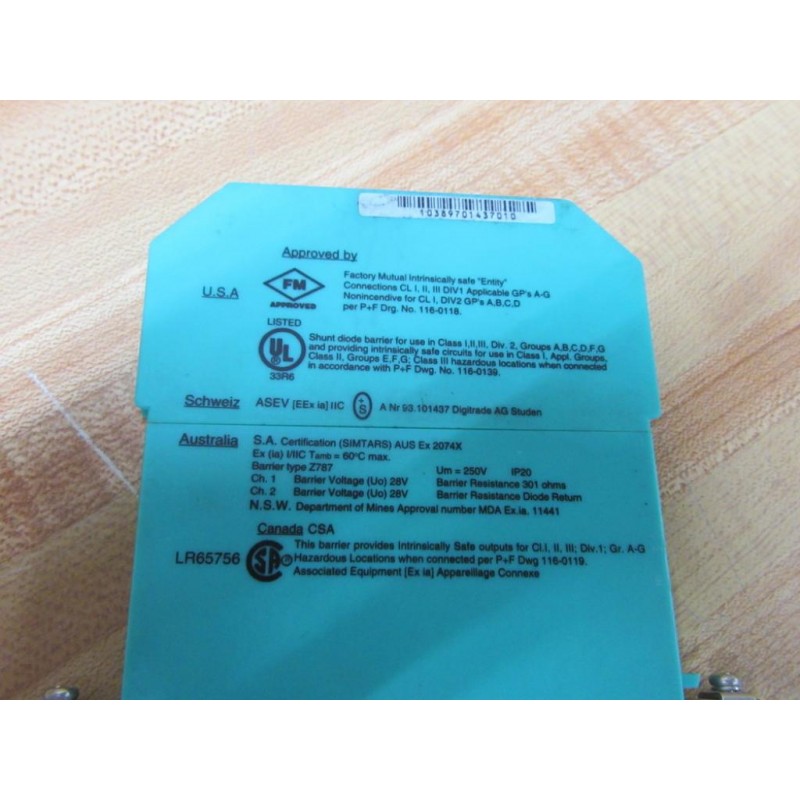 10389701437010
Approved by
U.S.A
FM
APPROVED
Factory Mutual Intrinsically safe "Entity"
Connections CL I, II, III DIV1 Applicable GP's A-G
Nonincendive for CL I, DIV2 GP's A,B,C,D
per P+F Drg. No. 116-0118.
LISTED
UL
33R6
Shunt diode barrier for use in Class I,II,III, Div. 2, Groups A,B,C,D,F,G
and providing intrinsically safe circuits for use in Class I, Appl. Groups,
Class II, Groups E,F,G; Class III hazardous locations when connected
in accordance with P+F Dwg. No. 116-0139.
Schweiz ASEV [EEx ia] IIC +S A Nr 93.101437 Digitrade AG Studen
Australia S.A. Certification (SIMTARS) AUS Ex 2074X
Ex (ia) I/IIC Tamb = 60°C max.
Barrier type Z787 Um = 250V IP20
Ch. 1 Barrier Voltage (Uo) 28V Barrier Resistance 301 ohms
Ch. 2 Barrier Voltage (Uo) 28V Barrier Resistance Diode Return
N.S.W. Department of Mines Approval number MDA Ex.ia. 11441
Canada CSA
LR65756 SA ®
This barrier provides Intrinsically Safe outputs for Cl.I, II, III; Div.1; Gr. A-G
Hazardous Locations when connected per P+F Dwg 116-0119.
Associated Equipment [Ex ia] Appareillage Connexe